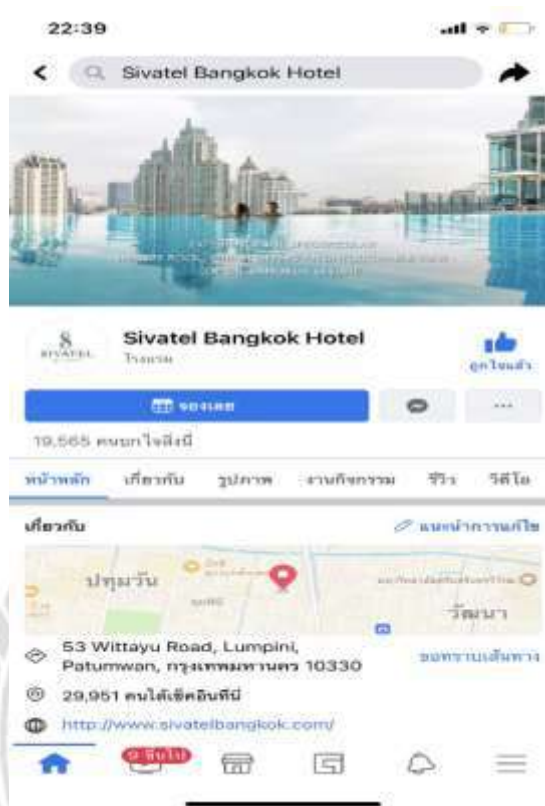 22:39
Sivatel Bangkok Hotel
SIVATEL
Sivatel Bangkok Hotel
โรงแรม
ถูกใจแล้ว
จองเลย
19,565 คนถูกใจสิ่งนี้
หน้าหลัก เกี่ยวกับ รูปภาพ งานกิจกรรม รีวิว วิดีโอ
เกี่ยวกับ
แนะนำการแก้ไข
ปทุมวัน
วัฒนา
53 Wittayu Road, Lumpini,
Patumwan, กรุงเทพมหานคร 10330
ขอทราบเส้นทาง
29,951 คนได้เช็คอินที่นี่
http://www.sivatelbangkok.com/
9 ขึ้นไป